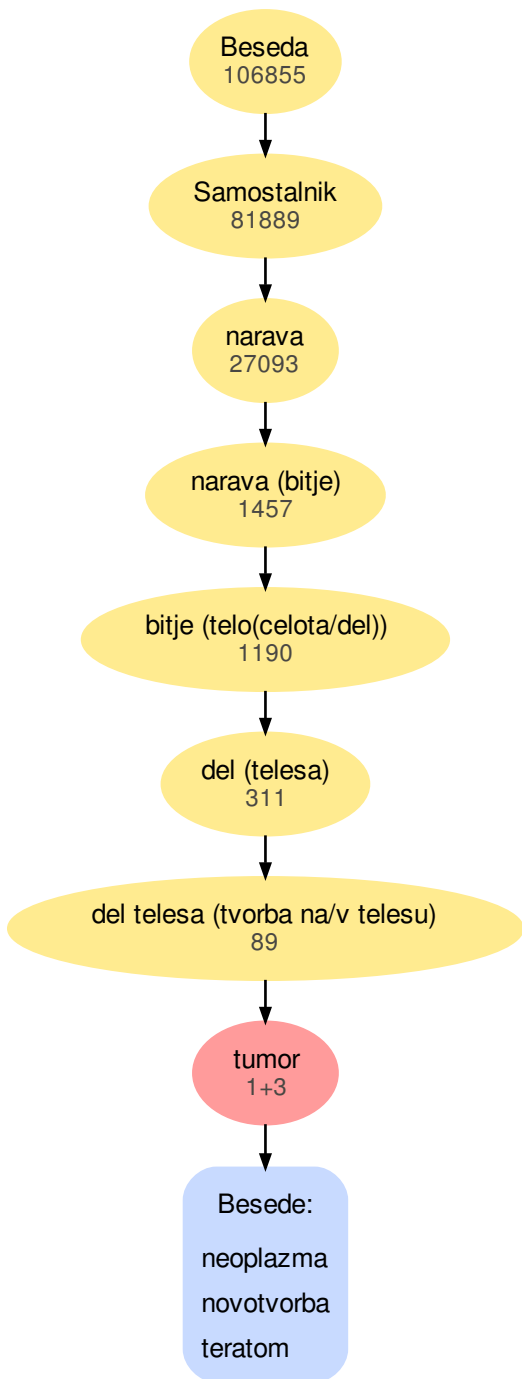 Beseda
106855
Samostalnik
81889
narava
27093
narava (bitje)
1457
bitje (telo(celota/del))
1190
del (telesa)
311
del telesa (tvorba na/v telesu)
89
tumor
1+3
Besede:
neoplazma
novotvorba
teratom